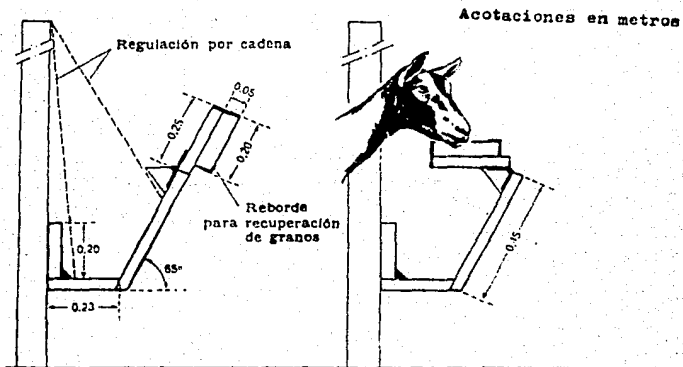 Acotaciones en metros
Regulación por cadena
0.05
0.25
0.20
Reborde
para recuperación
de granos
0.20
65°
0.23
0.15